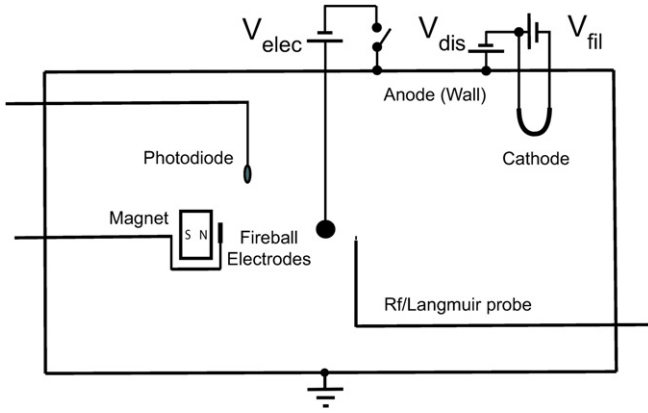 V elec
V dis
V fil
Anode (Wall)
Photodiode
Cathode
Magnet
S N
Fireball
Electrodes
Rf/Langmuir probe